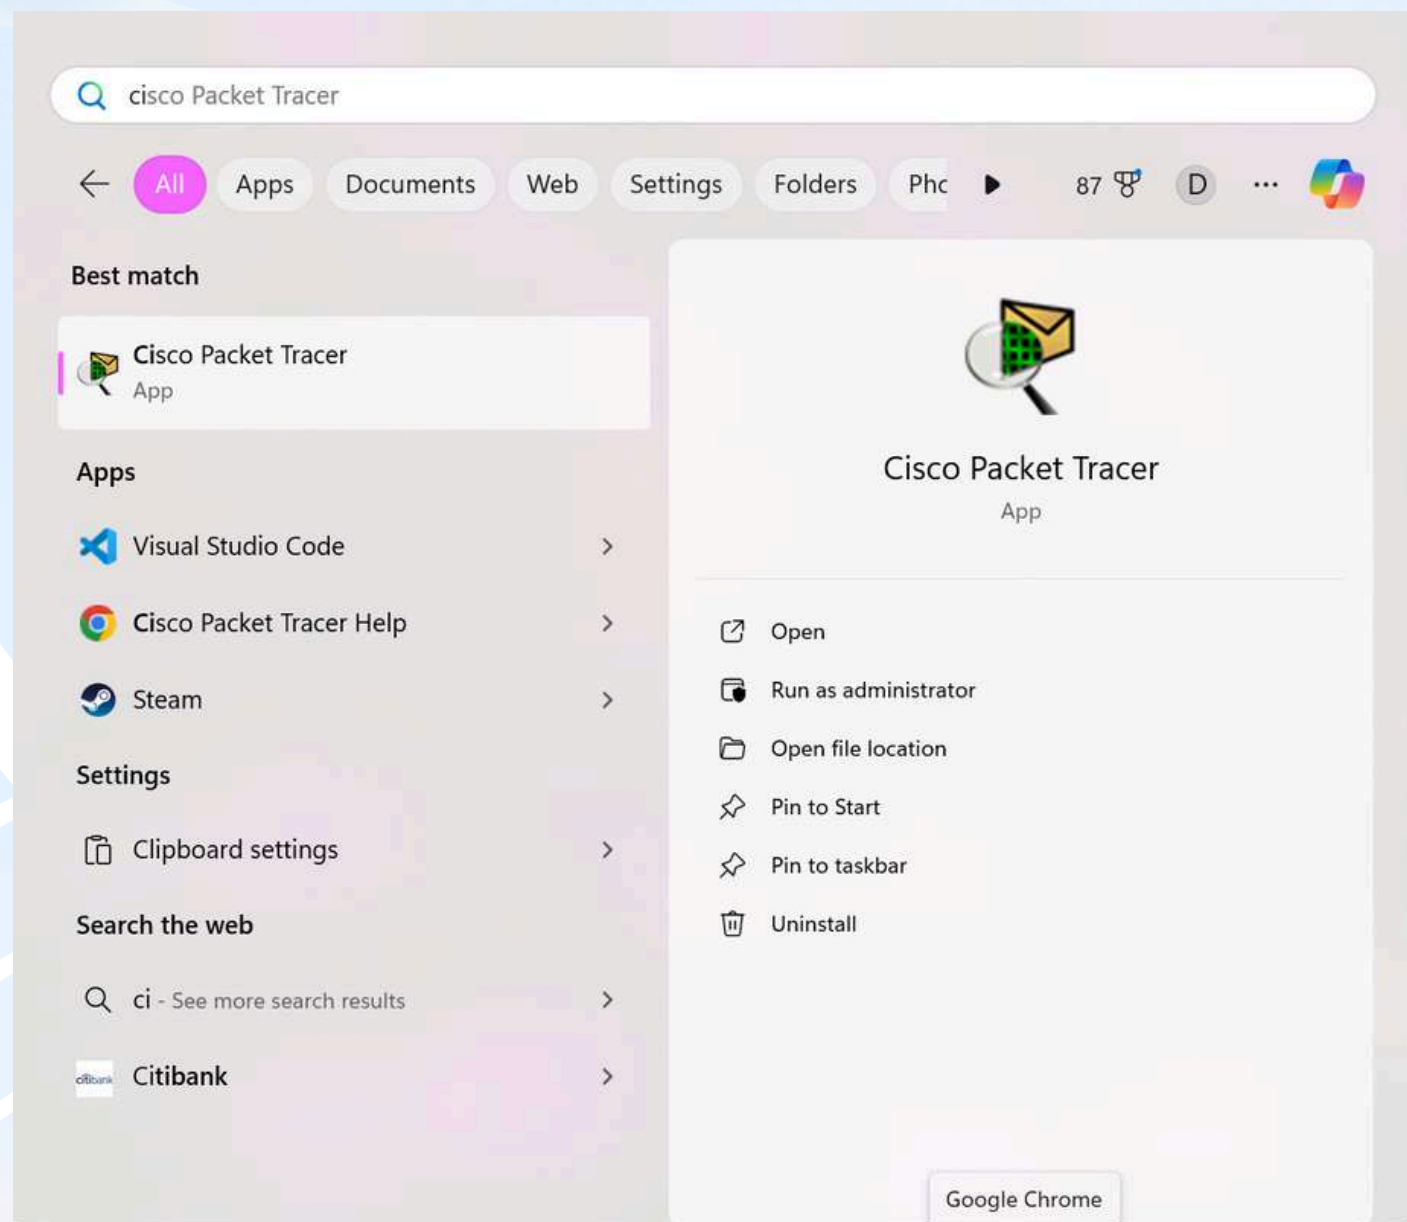 cisco Packet Tracer
All Apps Documents Web Settings Folders Phc 87 D ...
Best match
Cisco Packet Tracer
App
Apps
Visual Studio Code
Cisco Packet Tracer Help
Steam
Settings
Clipboard settings
Search the web
ci - See more search results
citibank Citibank
Cisco Packet Tracer
App
Open
Run as administrator
Open file location
Pin to Start
Pin to taskbar
Uninstall
Google Chrome